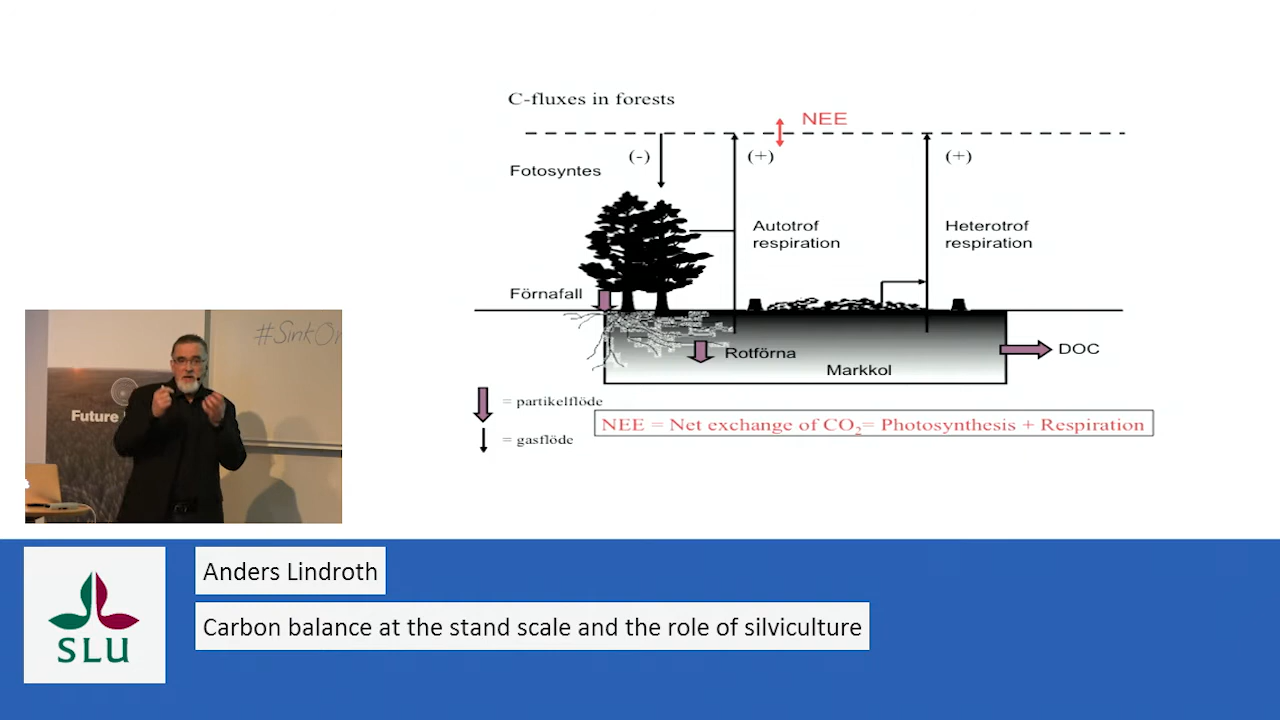 C-fluxes in forests
NEE
(-)
(+)
(+)
Fotosyntes
Autotrof
respiration
Heterotrof
respiration
Förnafall
Rotförna
DOC
Markkol
= partikelflöde
NEE = Net exchange of CO₂= Photosynthesis + Respiration
= gasflöde
Future
Anders Lindroth
Carbon balance at the stand scale and the role of silviculture
SLU